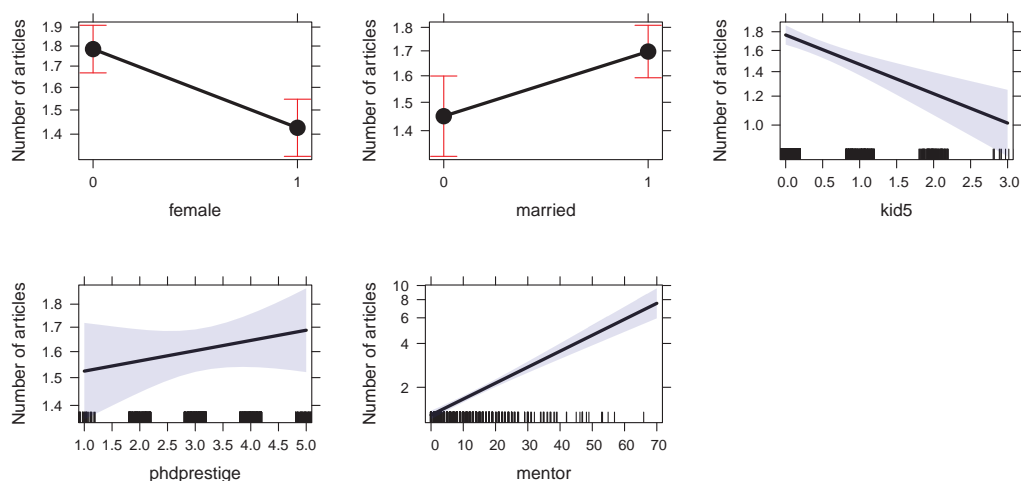 Number of articles
1.9
1.8
1.7
1.6
1.5
1.4
0 1
female
Number of articles
1.8
1.7
1.6
1.5
1.4
0 1
married
Number of articles
1.8
1.6
1.4
1.2
1.0
0.0 0.5 1.0 1.5 2.0 2.5 3.0
kid5
Number of articles
1.8
1.7
1.6
1.5
1.4
1.0 1.5 2.0 2.5 3.0 3.5 4.0 4.5 5.0
phdprestige
Number of articles
10
8
6
4
2
0 10 20 30 40 50 60 70
mentor